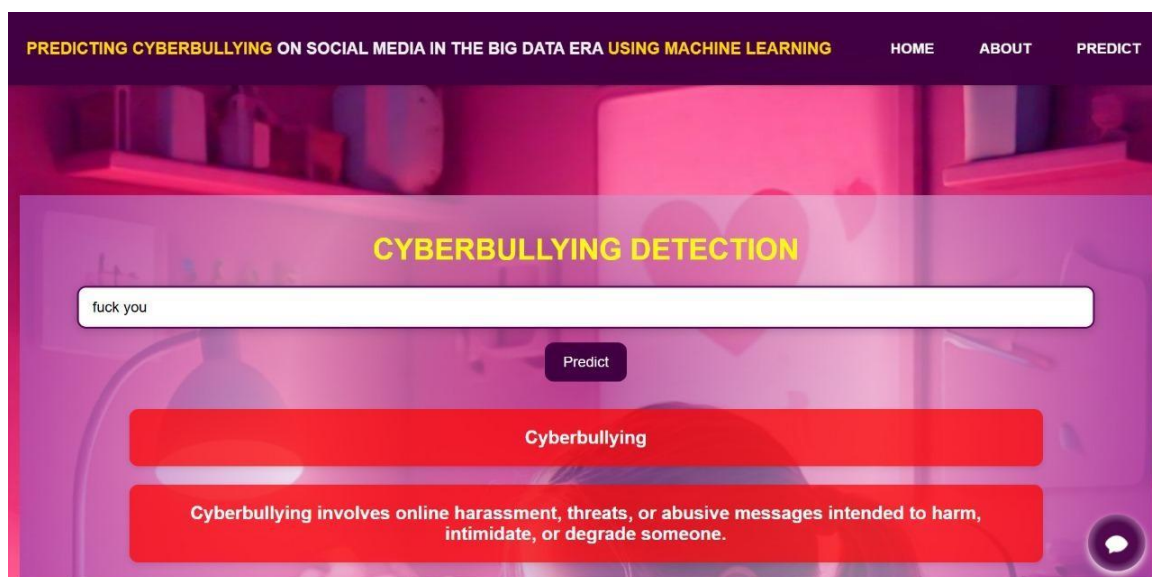 PREDICTING CYBERBULLYING ON SOCIAL MEDIA IN THE BIG DATA ERA USING MACHINE LEARNING HOME ABOUT PREDICT
CYBERBULLYING DETECTION
fuck you
Predict
Cyberbullying
Cyberbullying involves online harassment, threats, or abusive messages intended to harm,
intimidate, or degrade someone.